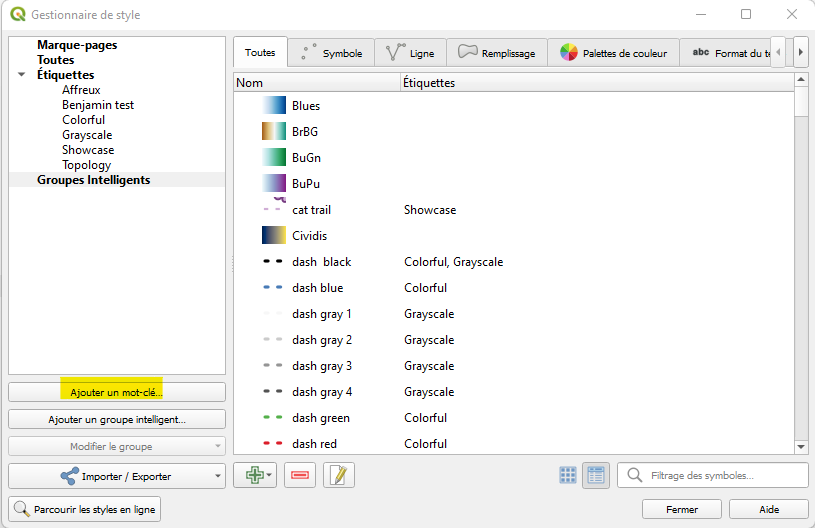 Gestionnaire de style
Marque-pages
Toutes
Étiquettes
Affreux
Benjamin test
Colorful
Grayscale
Showcase
Topology
Groupes Intelligents
Ajouter un mot-clé...
Ajouter un groupe intelligent...
Modifier le groupe
Importer / Exporter
Parcourir les styles en ligne
Toutes Symbole Ligne Remplissage Palettes de couleur abc Format du te
Nom Étiquettes
Blues
BrBG
BuGn
BuPu
cat trail Showcase
Cividis
dash black Colorful, Grayscale
dash blue Colorful
dash gray 1 Grayscale
dash gray 2 Grayscale
dash gray 3 Grayscale
dash gray 4 Grayscale
dash green Colorful
dash red Colorful
Filtrage des symboles...
Fermer Aide